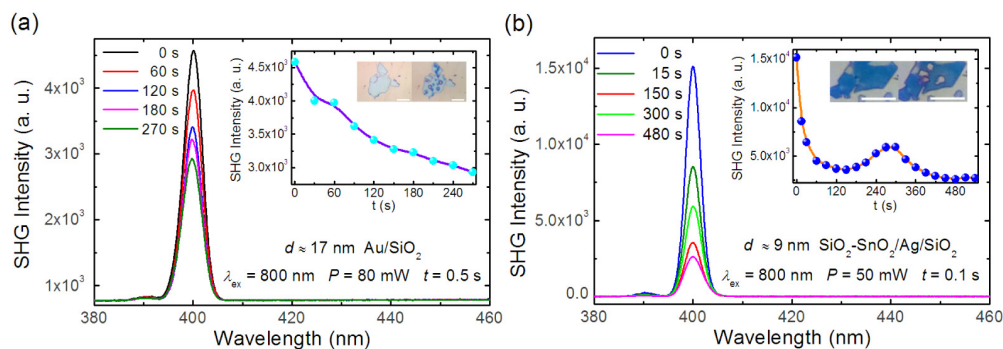 (a)
SHG Intensity (a. u.)
4x10³
3x10³
2x10³
1x10³
380
400
420
440
460
Wavelength (nm)
0 s
60 s
120 s
180 s
270 s
SHG Intensity (a. u.)
4.5x10³
4.0x10³
3.5x10³
3.0x10³
0
60
120
180
240
t (s)
d ≈ 17 nm Au/SiO₂
λex = 800 nm P = 80 mW t = 0.5 s
(b)
SHG Intensity (a. u.)
1.5x10⁴
1.0x10⁴
5.0x10³
0.0
380
400
420
440
460
Wavelength (nm)
0 s
15 s
150 s
300 s
480 s
SHG Intensity (a. u.)
1.5x10⁴
1.0x10⁴
5.0x10³
0
120
240
360
480
t (s)
d ≈ 9 nm SiO₂-SnO₂/Ag/SiO₂
λex = 800 nm P = 50 mW t = 0.1 s